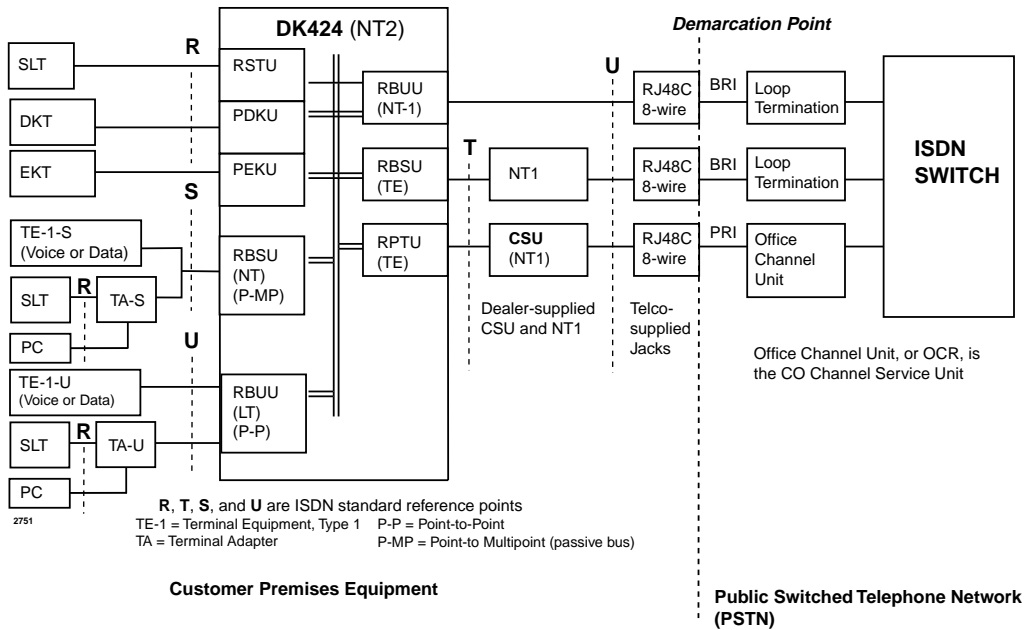 DK424 (NT2)
Demarcation Point
R
U
SLT
RSTU
RBUU
(NT-1)
RJ48C
8-wire
BRI
Loop
Termination
DKT
PDKU
EKT
PEKU
T
RBSU
(TE)
NT1
RJ48C
8-wire
BRI
Loop
Termination
ISDN
SWITCH
S
TE-1-S
(Voice or Data)
RBSU
(NT)
(P-MP)
RPTU
(TE)
CSU
(NT1)
RJ48C
8-wire
PRI
Office
Channel
Unit
SLT
R
TA-S
PC
Dealer-supplied
CSU and NT1
Telco-
supplied
Jacks
Office Channel Unit, or OCR, is
the CO Channel Service Unit
U
TE-1-U
(Voice or Data)
RBUU
(LT)
(P-P)
SLT
R
TA-U
PC
2751
R, T, S, and U are ISDN standard reference points
TE-1 = Terminal Equipment, Type 1 P-P = Point-to-Point
TA = Terminal Adapter P-MP = Point-to Multipoint (passive bus)
Customer Premises Equipment
Public Switched Telephone Network
(PSTN)